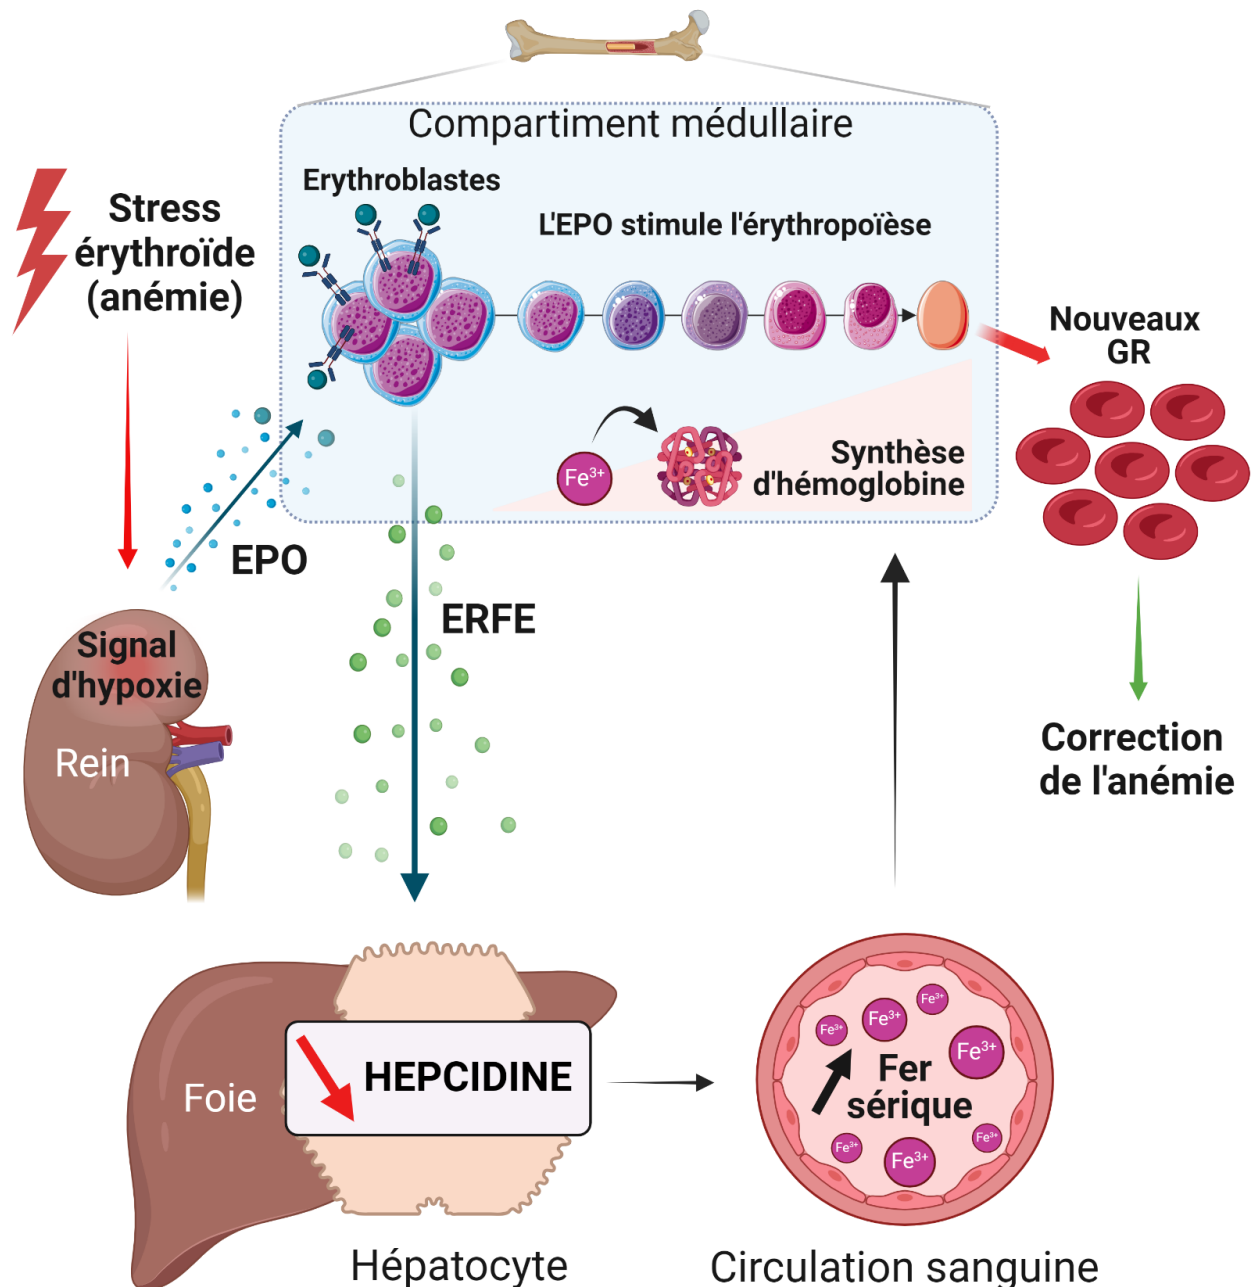 Compartiment médullaire
Erythroblastes
L'EPO stimule l'érythropoïèse
Stress
érythroïde
(anémie)
Nouveaux
GR
Fe³⁺
Synthèse
d'hémoglobine
EPO
ERFE
Signal
d'hypoxie
Rein
Correction
de l'anémie
Foie
HEPCIDINE
Fe³⁺
Fe³⁺
Fe³⁺
Fe³⁺
Fer
sérique
Fe³⁺
Fe³⁺
Fe³⁺
Hépatocyte
Circulation sanguine